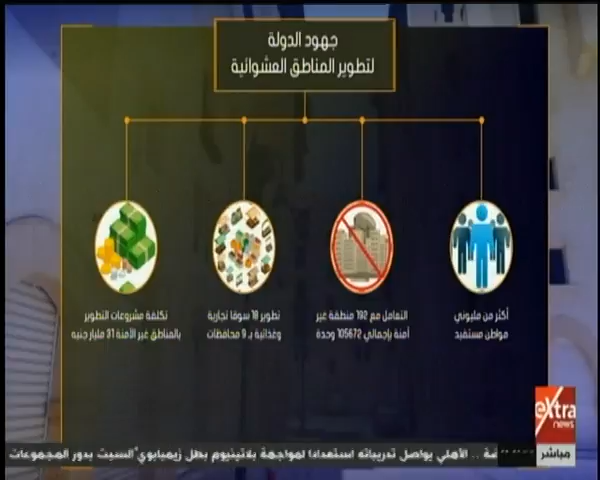 جهود الدولة
لتطوير المناطق العشوائية
أكثر من مليوني
مواطن مستفيد
التعامل مع 192 منطقة غير
آمنة بإجمالي 105672 وحدة
تطوير 18 سوقا تجارية
وغذائية بـ 9 محافظات
تكلفة مشروعات التطوير
بالمناطق غير الآمنة 31 مليار جنيه
eXtra
news
مباشر
.. الأهلي يواصل تدريباته استعدادا لمواجهة بلاتينيوم بطل زيمبابوي السبت بدور المجموعات